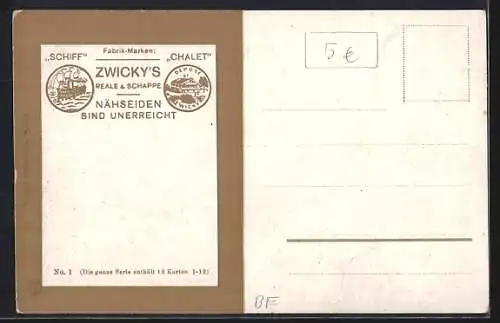 Fabrik-Marken:
„SCHIFF" „CHALET"
ZWICKY'S
REALE & SCHAPPE
NÄHSEIDEN
SIND UNERREICHT
No. 1 (Die ganze Serie enthält 12 Karten 1-12)
5 €
BF